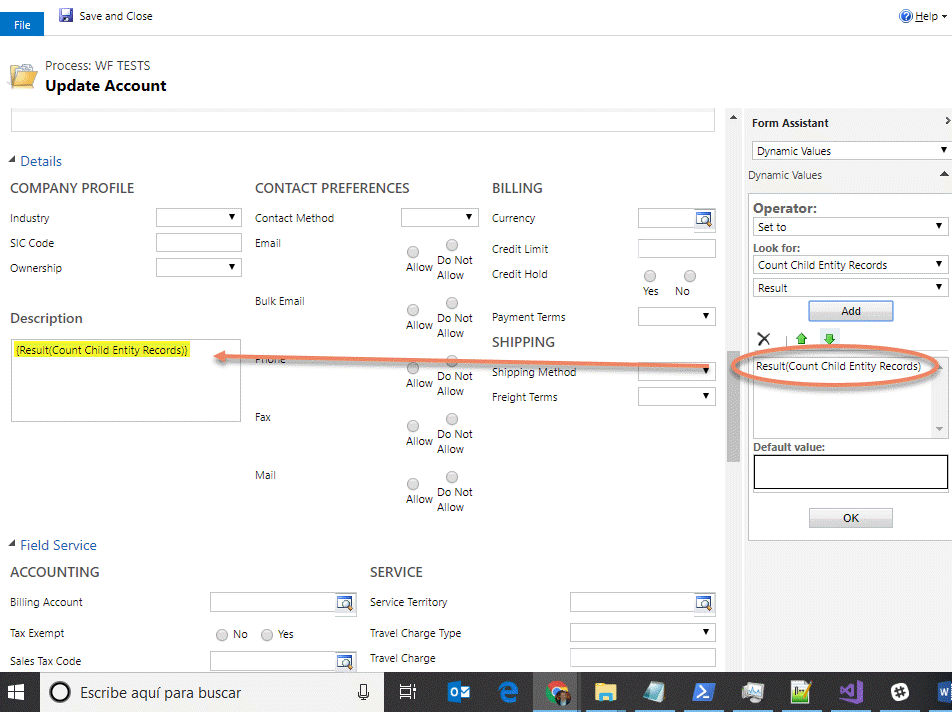 File
Save and Close
Help
Process: WF TESTS
Update Account
Details
COMPANY PROFILE
Industry
SIC Code
Ownership
Description
{Result(Count Child Entity Records)}
CONTACT PREFERENCES
Contact Method
Email
Allow
Do Not Allow
Bulk Email
Allow
Do Not Allow
Phone
Allow
Do Not Allow
Fax
Allow
Do Not Allow
Mail
Allow
Do Not Allow
BILLING
Currency
Credit Limit
Credit Hold
Yes No
Payment Terms
SHIPPING
Shipping Method
Freight Terms
Field Service
ACCOUNTING
Billing Account
Tax Exempt
No Yes
Sales Tax Code
SERVICE
Service Territory
Travel Charge Type
Travel Charge
Form Assistant
Dynamic Values
Dynamic Values
Operator:
Set to
Look for:
Count Child Entity Records
Result
Add
Result(Count Child Entity Records)
Default value:
OK
Escribe aquí para buscar